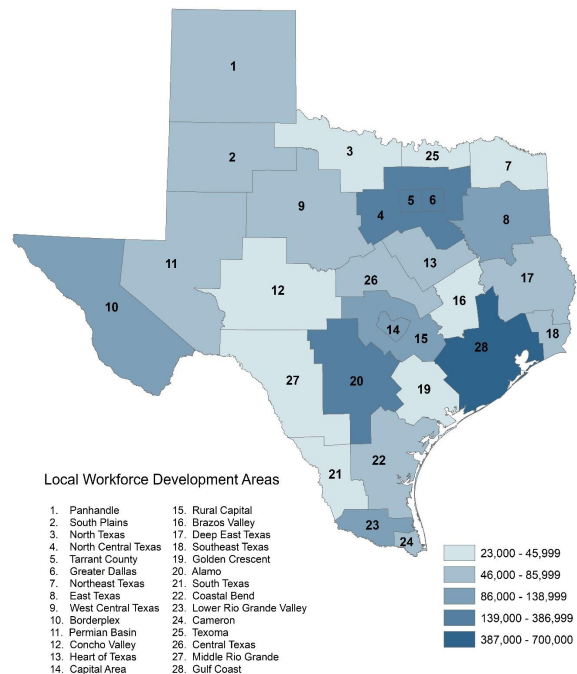 1
2
3
25
7
4
5
6
8
9
13
17
11
26
12
16
10
14
15
18
28
20
27
19
22
21
23
24
Local Workforce Development Areas
1. Panhandle
2. South Plains
3. North Texas
4. North Central Texas
5. Tarrant County
6. Greater Dallas
7. Northeast Texas
8. East Texas
9. West Central Texas
10. Borderplex
11. Permian Basin
12. Concho Valley
13. Heart of Texas
14. Capital Area
15. Rural Capital
16. Brazos Valley
17. Deep East Texas
18. Southeast Texas
19. Golden Crescent
20. Alamo
21. South Texas
22. Coastal Bend
23. Lower Rio Grande Valley
24. Cameron
25. Texoma
26. Central Texas
27. Middle Rio Grande
28. Gulf Coast
23,000 - 45,999
46,000 - 85,999
86,000 - 138,999
139,000 - 386,999
387,000 - 700,000